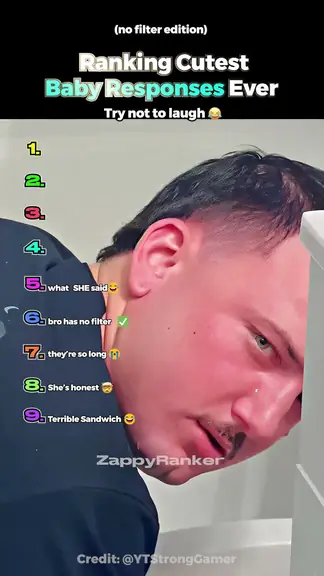 (no filter edition)
Ranking Cutest
Baby Responses Ever
Try not to laugh 😂
1.
2.
3.
4.
5. what SHE said😄
6. bro has no filter ✅
7. they're so long 😭
8. She's honest 🤯
9. Terrible Sandwich 😄
ZappyRanker
Credit: @YTStrongGamer